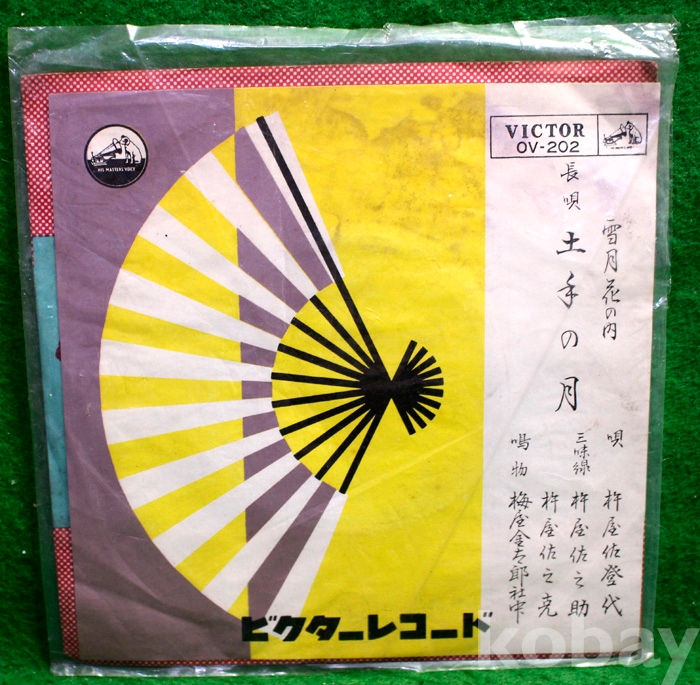 HIS MASTERS VOICE
VICTOR
OV-202
雪月花の内
長唄
土手の月
唄 杵屋佐登代
三味線 杵屋佐之助
杵屋佐之克
鳴物 梅屋金太郎社中
ビクターレコード
kobay